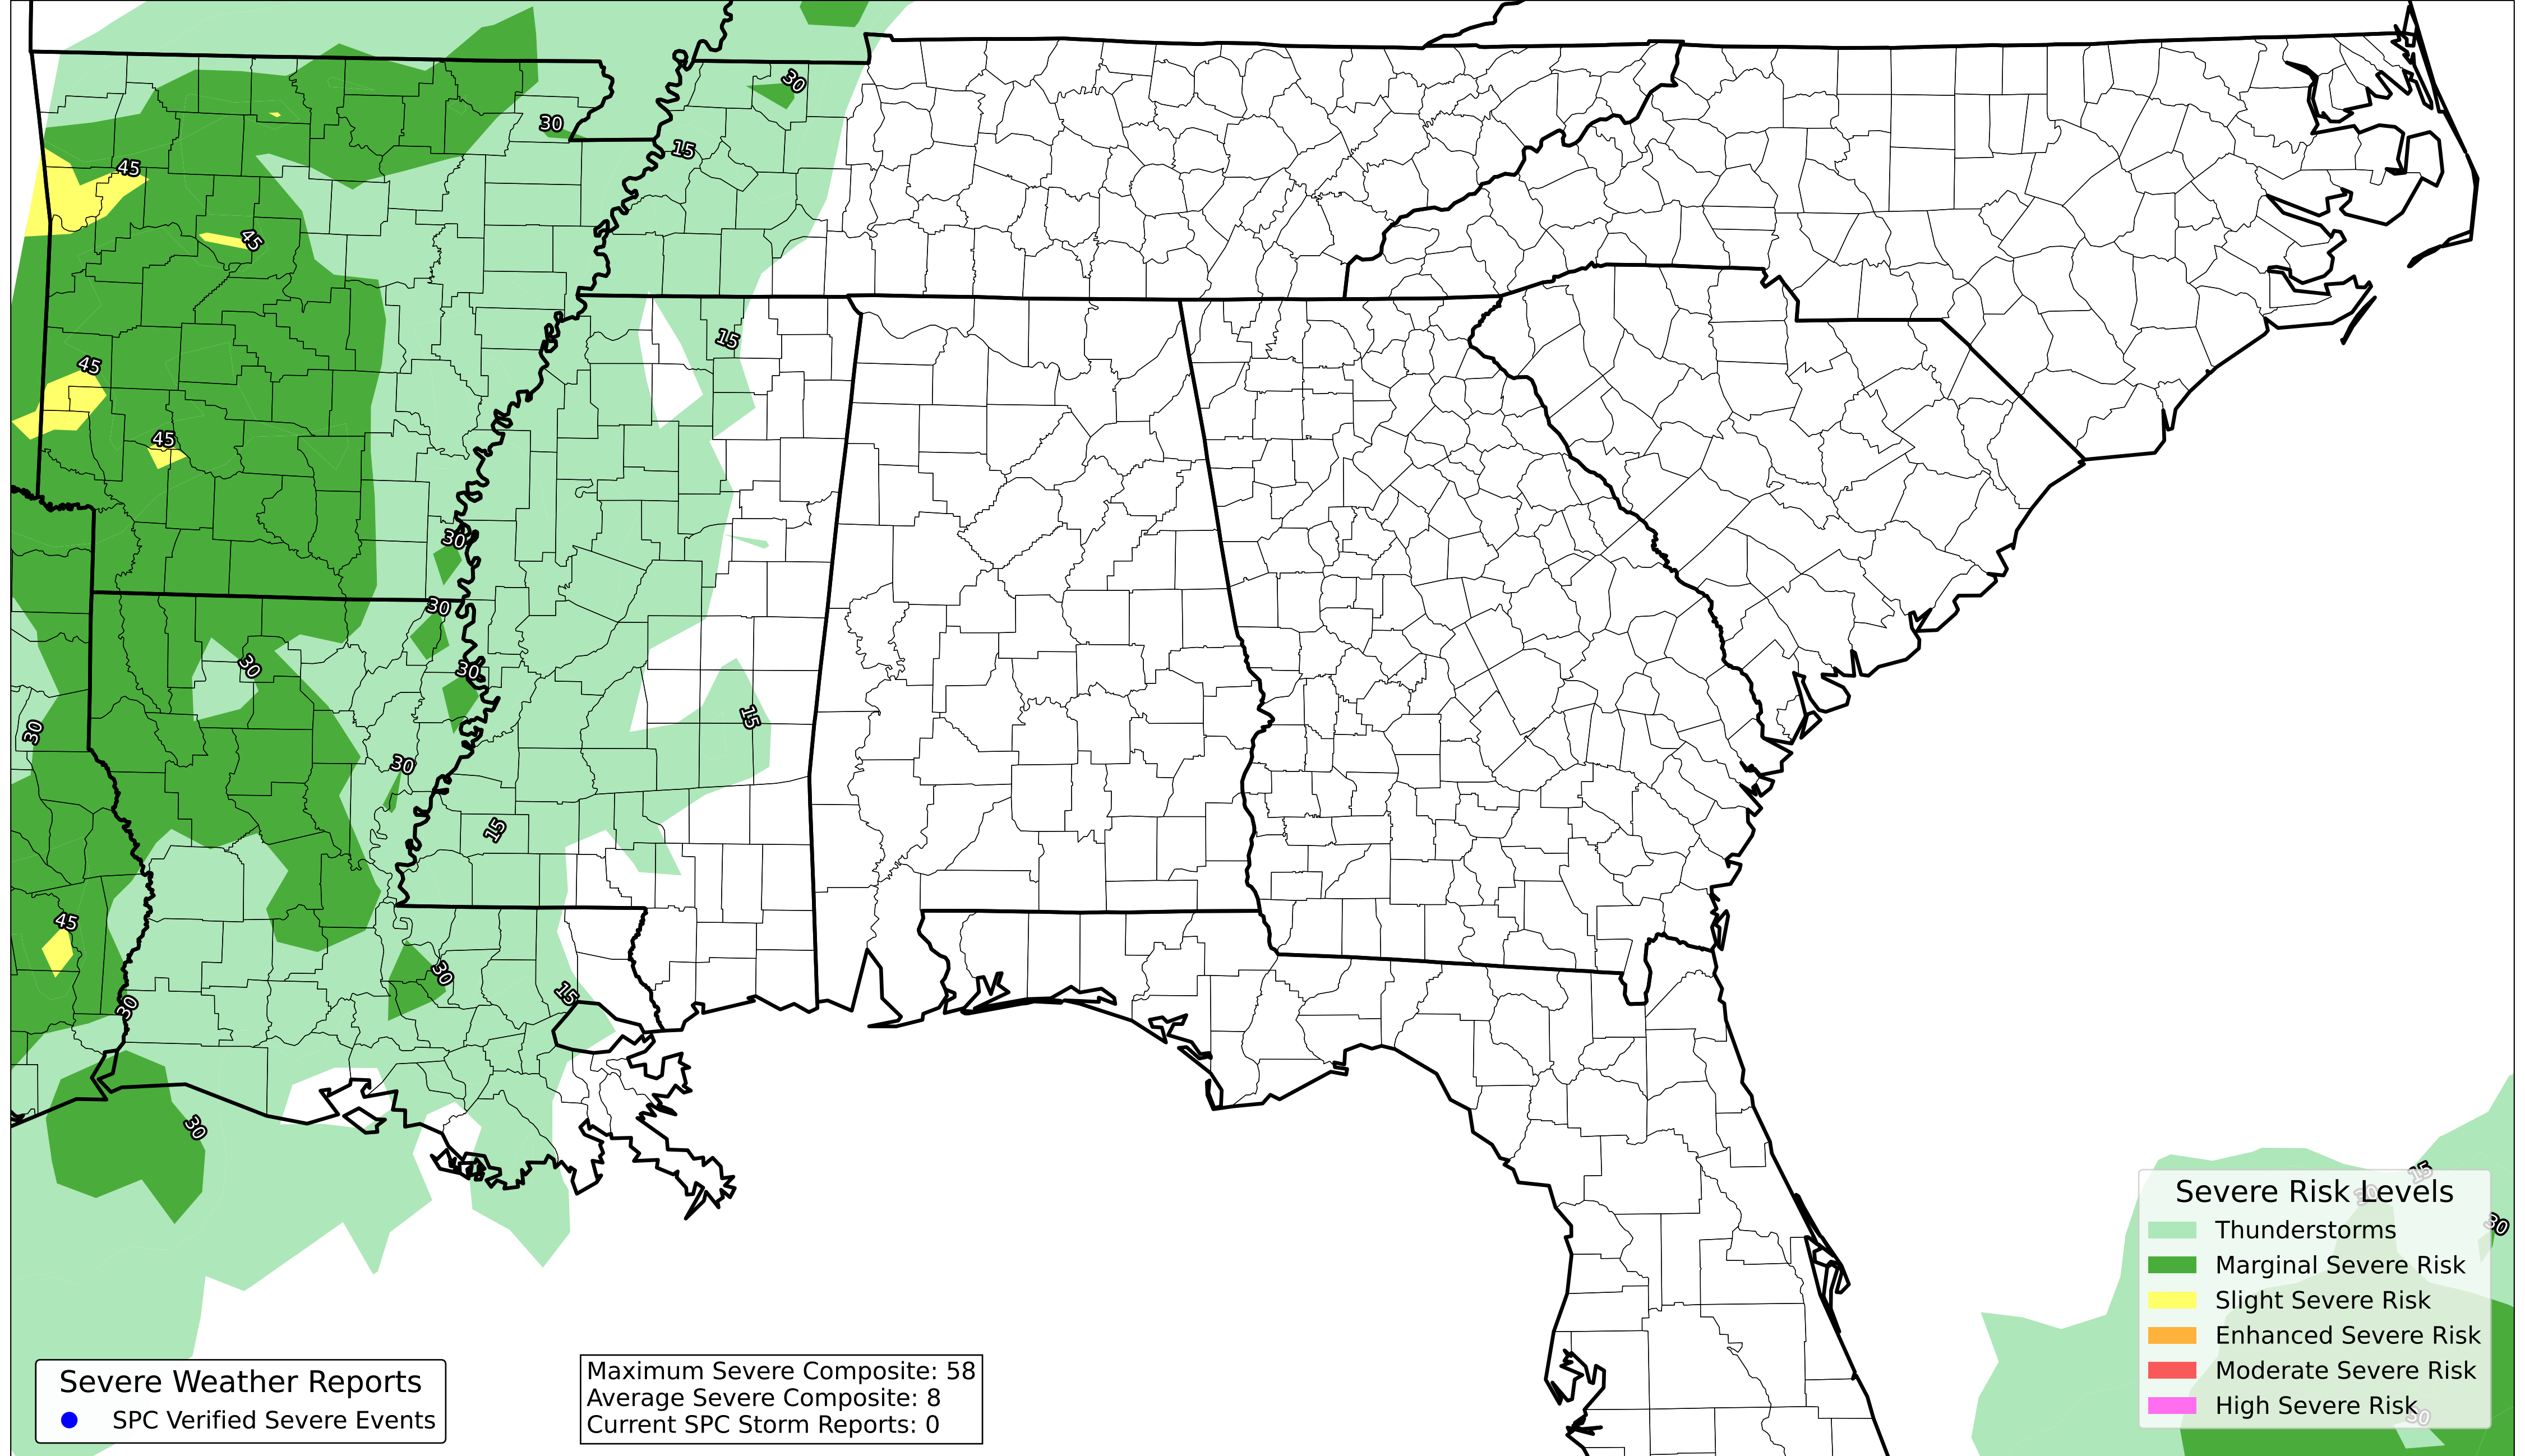 30
30
15
45
45
15
45
45
30
30
30
30
15
30
30
15
45
30
15
30
30
15
30
30
30
Severe Risk Levels
Thunderstorms
Marginal Severe Risk
Slight Severe Risk
Enhanced Severe Risk
Moderate Severe Risk
High Severe Risk
Severe Weather Reports
SPC Verified Severe Events
Maximum Severe Composite: 58
Average Severe Composite: 8
Current SPC Storm Reports: 0